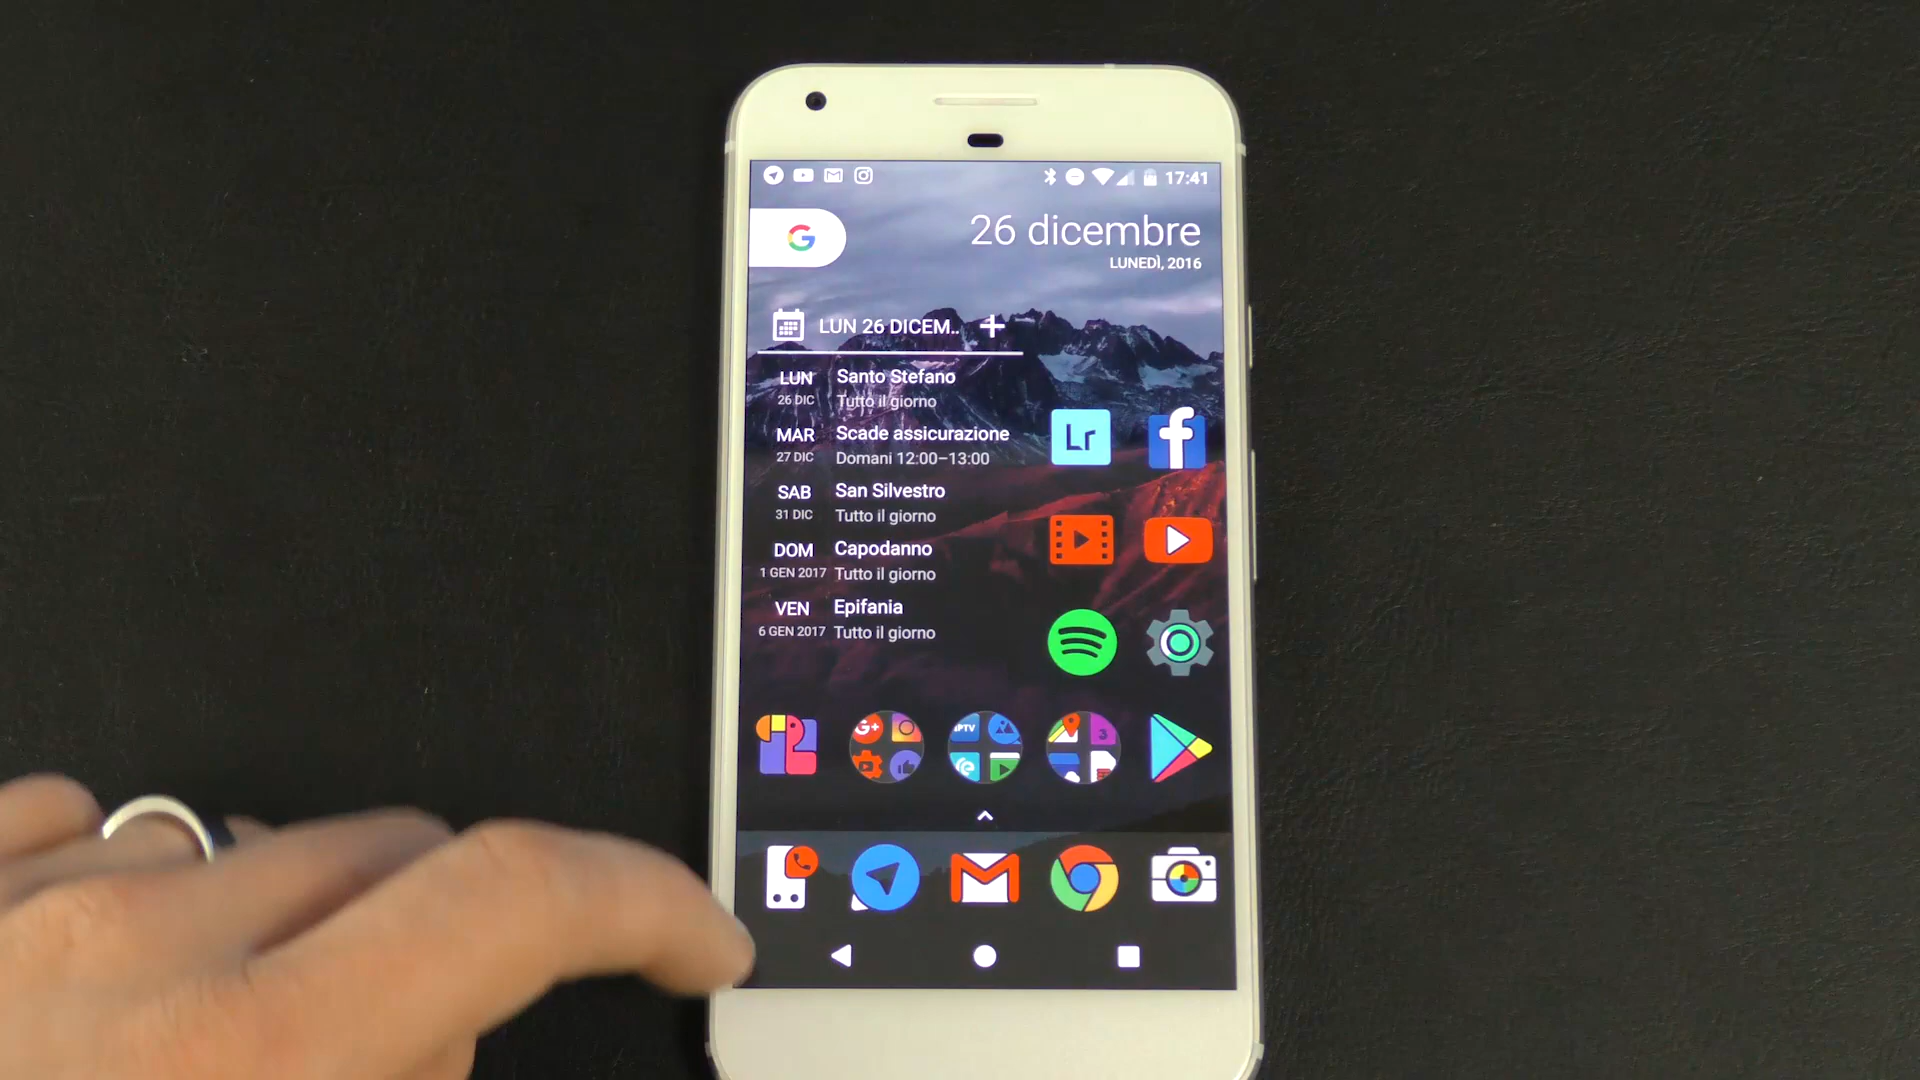 17:41
G
26 dicembre
LUNEDÌ, 2016
LUN 26 DICEM..
LUN Santo Stefano
26 DIC Tutto il giorno
MAR Scade assicurazione
27 DIC Domani 12:00–13:00
SAB San Silvestro
31 DIC Tutto il giorno
DOM Capodanno
1 GEN 2017 Tutto il giorno
VEN Epifania
6 GEN 2017 Tutto il giorno
Lr
f
G+
IPTV
3